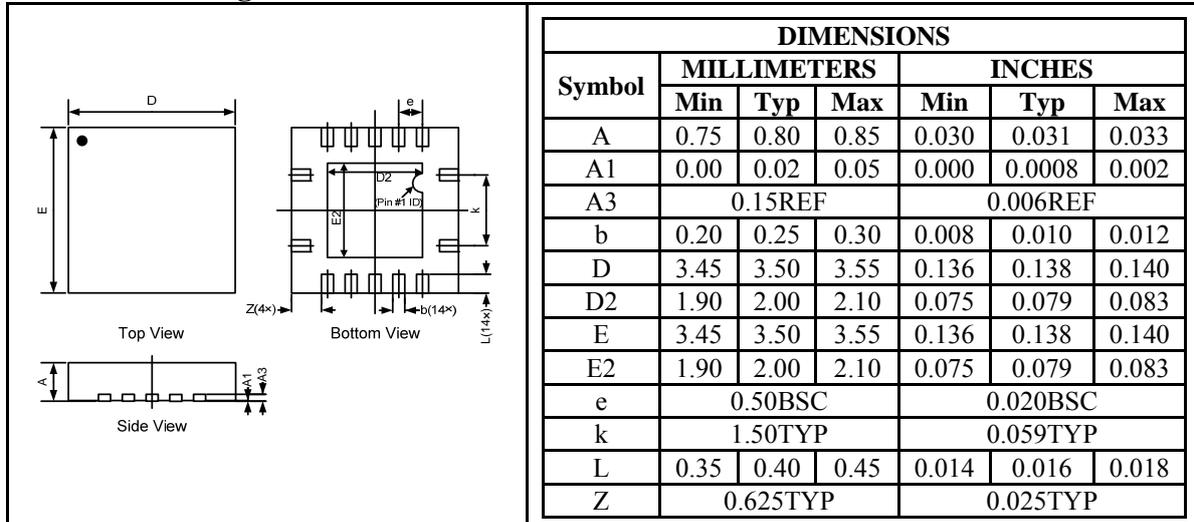 D
E
Top View
A
A1
A3
Side View
e
D2
(Pin #1 ID)
E2
k
Z(4×)
b(14×)
L(14×)
Bottom View
DIMENSIONS
Symbol MILLIMETERS INCHES
Min Typ Max Min Typ Max
A 0.75 0.80 0.85 0.030 0.031 0.033
A1 0.00 0.02 0.05 0.000 0.0008 0.002
A3 0.15REF 0.006REF
b 0.20 0.25 0.30 0.008 0.010 0.012
D 3.45 3.50 3.55 0.136 0.138 0.140
D2 1.90 2.00 2.10 0.075 0.079 0.083
E 3.45 3.50 3.55 0.136 0.138 0.140
E2 1.90 2.00 2.10 0.075 0.079 0.083
e 0.50BSC 0.020BSC
k 1.50TYP 0.059TYP
L 0.35 0.40 0.45 0.014 0.016 0.018
Z 0.625TYP 0.025TYP